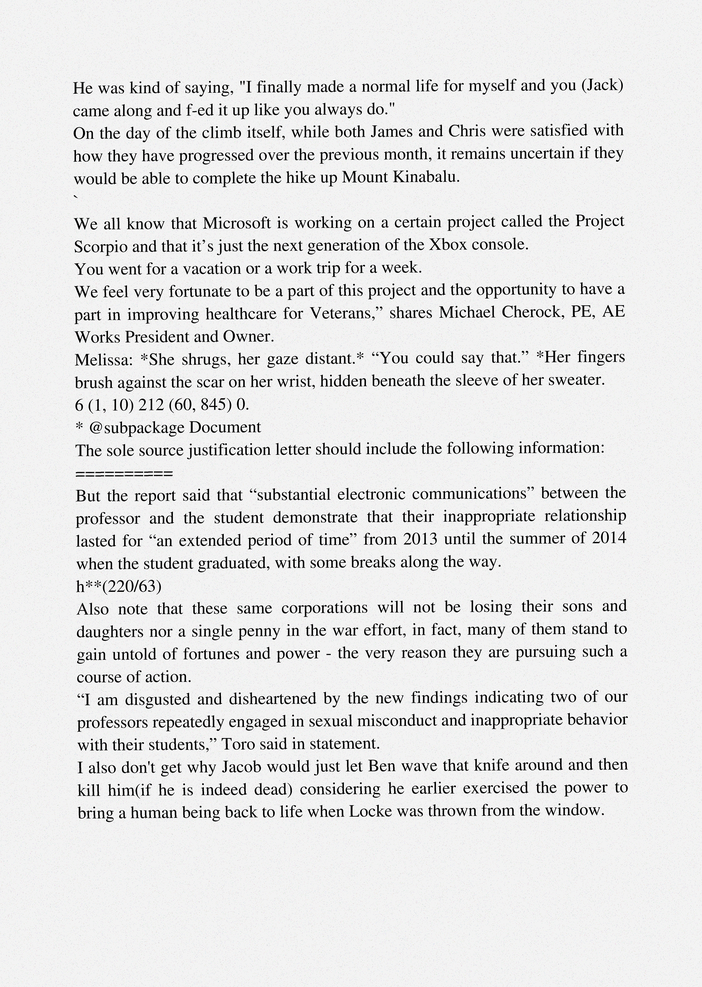 He was kind of saying, "I finally made a normal life for myself and you (Jack)
came along and f-ed it up like you always do."
On the day of the climb itself, while both James and Chris were satisfied with
how they have progressed over the previous month, it remains uncertain if they
would be able to complete the hike up Mount Kinabalu.
`
We all know that Microsoft is working on a certain project called the Project
Scorpio and that it’s just the next generation of the Xbox console.
You went for a vacation or a work trip for a week.
We feel very fortunate to be a part of this project and the opportunity to have a
part in improving healthcare for Veterans,” shares Michael Cherock, PE, AE
Works President and Owner.
Melissa: *She shrugs, her gaze distant.* “You could say that.” *Her fingers
brush against the scar on her wrist, hidden beneath the sleeve of her sweater.
6 (1, 10) 212 (60, 845) 0.
* @subpackage Document
The sole source justification letter should include the following information:
==========
But the report said that “substantial electronic communications” between the
professor and the student demonstrate that their inappropriate relationship
lasted for “an extended period of time” from 2013 until the summer of 2014
when the student graduated, with some breaks along the way.
h**(220/63)
Also note that these same corporations will not be losing their sons and
daughters nor a single penny in the war effort, in fact, many of them stand to
gain untold of fortunes and power - the very reason they are pursuing such a
course of action.
“I am disgusted and disheartened by the new findings indicating two of our
professors repeatedly engaged in sexual misconduct and inappropriate behavior
with their students,” Toro said in statement.
I also don't get why Jacob would just let Ben wave that knife around and then
kill him(if he is indeed dead) considering he earlier exercised the power to
bring a human being back to life when Locke was thrown from the window.